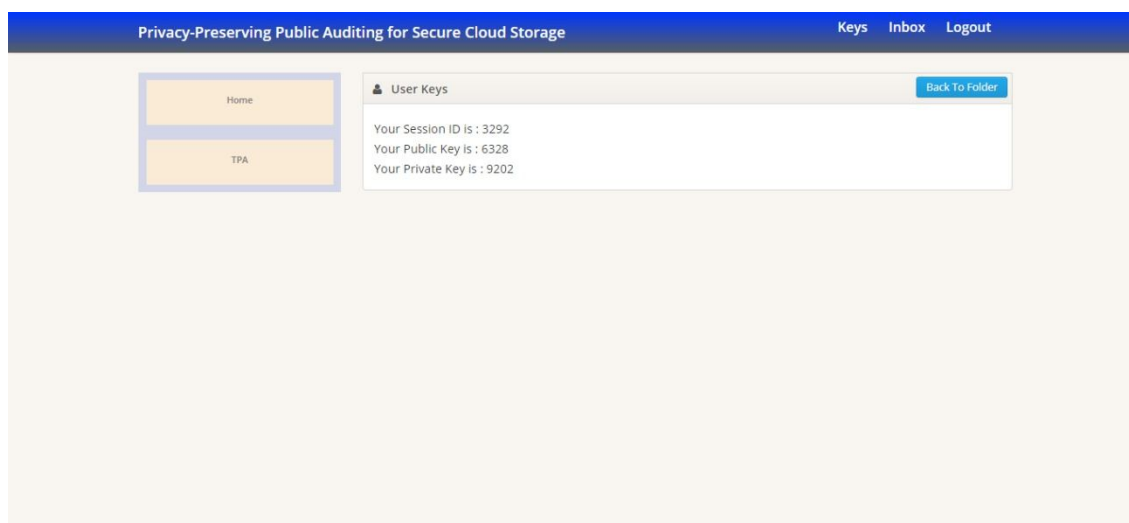 Privacy-Preserving Public Auditing for Secure Cloud Storage
Keys Inbox Logout
Home
TPA
User Keys
Back To Folder
Your Session ID is : 3292
Your Public Key is : 6328
Your Private Key is : 9202